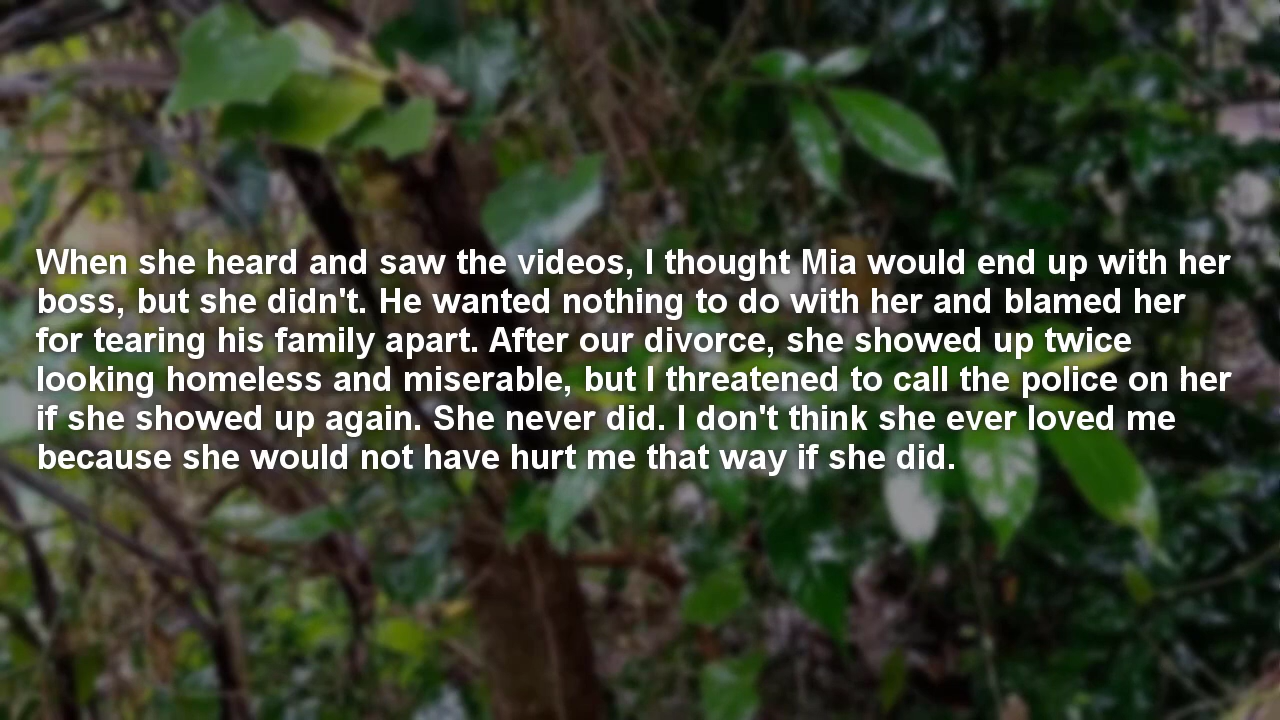 When she heard and saw the videos, I thought Mia would end up with her
boss, but she didn't. He wanted nothing to do with her and blamed her
for tearing his family apart. After our divorce, she showed up twice
looking homeless and miserable, but I threatened to call the police on her
if she showed up again. She never did. I don't think she ever loved me
because she would not have hurt me that way if she did.